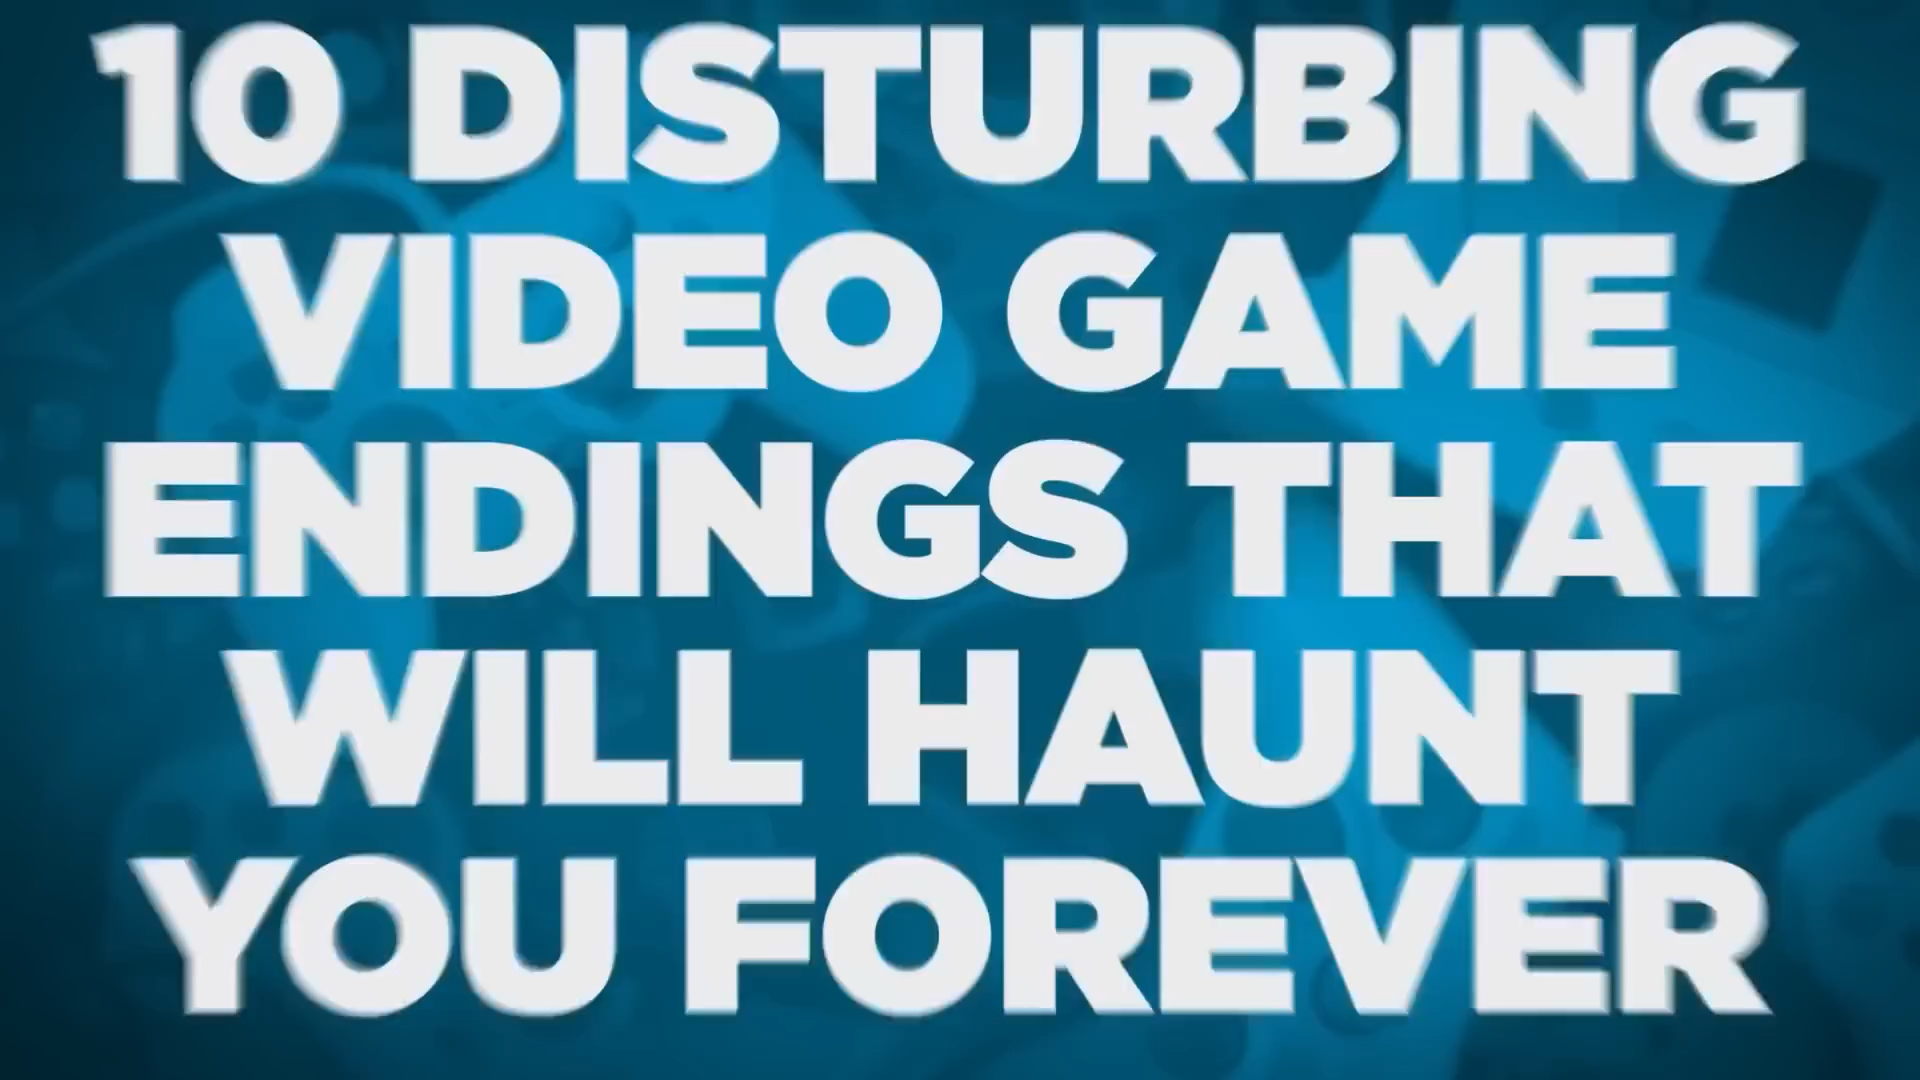 10 DISTURBING
VIDEO GAME
ENDINGS THAT
WILL HAUNT
YOU FOREVER